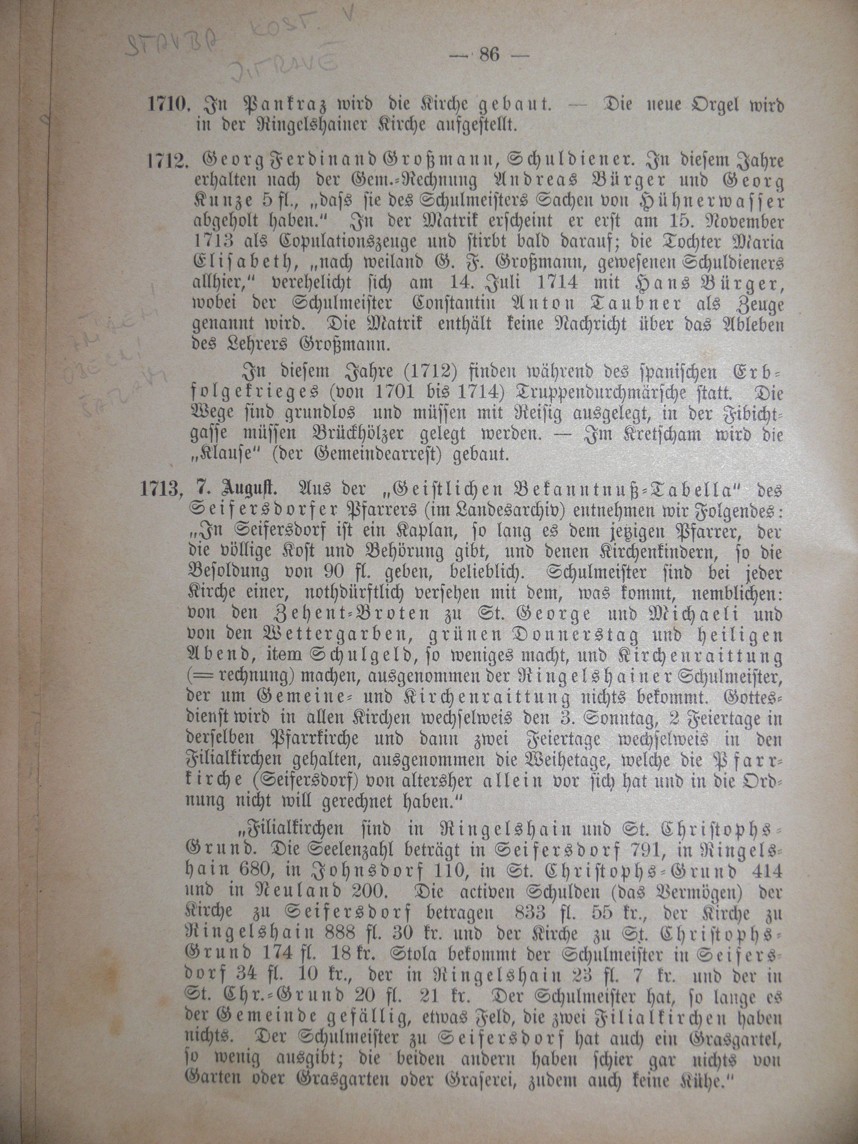 STAVBA KOST. V
JITRAVĚ
— 86 —
1710. In Pankraz wird die Kirche gebaut. — Die neue Orgel wird
in der Ringelshainer Kirche aufgestellt.
1712. Georg Ferdinand Großmann, Schuldiener. In diesem Jahre
erhalten nach der Gem.-Rechnung Andreas Bürger und Georg
Kunze 5 fl., „dass sie des Schulmeisters Sachen von Hühnerwasser
abgeholt haben.“ In der Matrik erscheint er erst am 15. November
1713 als Copulationszeuge und stirbt bald darauf; die Tochter Maria
Elisabeth, „nach weiland G. F. Großmann, gewesenen Schuldieners
allhier,“ verehelicht sich am 14. Juli 1714 mit Hans Bürger,
wobei der Schulmeister Constantin Anton Taubner als Zeuge
genannt wird. Die Matrik enthält keine Nachricht über das Ableben
des Lehrers Großmann.
In diesem Jahre (1712) finden während des spanischen Erb-
folgekrieges (von 1701 bis 1714) Truppendurchmärsche statt. Die
Wege sind grundlos und müssen mit Reisig ausgelegt, in der Fibicht-
gasse müssen Brückhölzer gelegt werden. — Im Kretscham wird die
„Klause“ (der Gemeindearrest) gebaut.
1713, 7. August. Aus der „Geistlichen Bekanntnuß-Tabella“ des
Seifersdorfer Pfarrers (im Landesarchiv) entnehmen wir Folgendes:
„In Seifersdorf ist ein Kaplan, so lang es dem jetzigen Pfarrer, der
die völlige Kost und Behörung gibt, und denen Kirchenkindern, so die
Besoldung von 90 fl. geben, belieblich. Schulmeister sind bei jeder
Kirche einer, nothdürftlich versehen mit dem, was kommt, nemblichen:
von den Zehent-Broten zu St. George und Michaeli und
von den Wettergarben, grünen Donnerstag und heiligen
Abend, item Schulgeld, so weniges macht, und Kirchenraittung
(= rechnung) machen, ausgenommen der Ringelshainer Schulmeister,
der um Gemeine- und Kirchenraittung nichts bekommt. Gottes-
dienst wird in allen Kirchen wechselweis den 3. Sonntag, 2 Feiertage in
derselben Pfarrkirche und dann zwei Feiertage wechselweis in den
Filialkirchen gehalten, ausgenommen die Weihetage, welche die Pfarr-
kirche (Seifersdorf) von altersher allein vor sich hat und in die Ord-
nung nicht will gerechnet haben.“
„Filialkirchen sind in Ringelshain und St. Christophs-
Grund. Die Seelenzahl beträgt in Seifersdorf 791, in Ringels-
hain 680, in Johnsdorf 110, in St. Christophs-Grund 414
und in Neuland 200. Die activen Schulden (das Vermögen) der
Kirche zu Seifersdorf betragen 833 fl. 55 kr., der Kirche zu
Ringelshain 888 fl. 30 kr. und der Kirche zu St. Christophs-
Grund 174 fl. 18 kr. Stola bekommt der Schulmeister in Seifers-
dorf 34 fl. 10 kr., der in Ringelshain 23 fl. 7 kr. und der in
St. Chr.-Grund 20 fl. 21 kr. Der Schulmeister hat, so lange es
der Gemeinde gefällig, etwas Feld, die zwei Filialkirchen haben
nichts. Der Schulmeister zu Seifersdorf hat auch ein Grasgartel,
so wenig ausgibt; die beiden andern haben schier gar nichts von
Garten oder Grasgarten oder Graserei, zudem auch keine Kühe.“